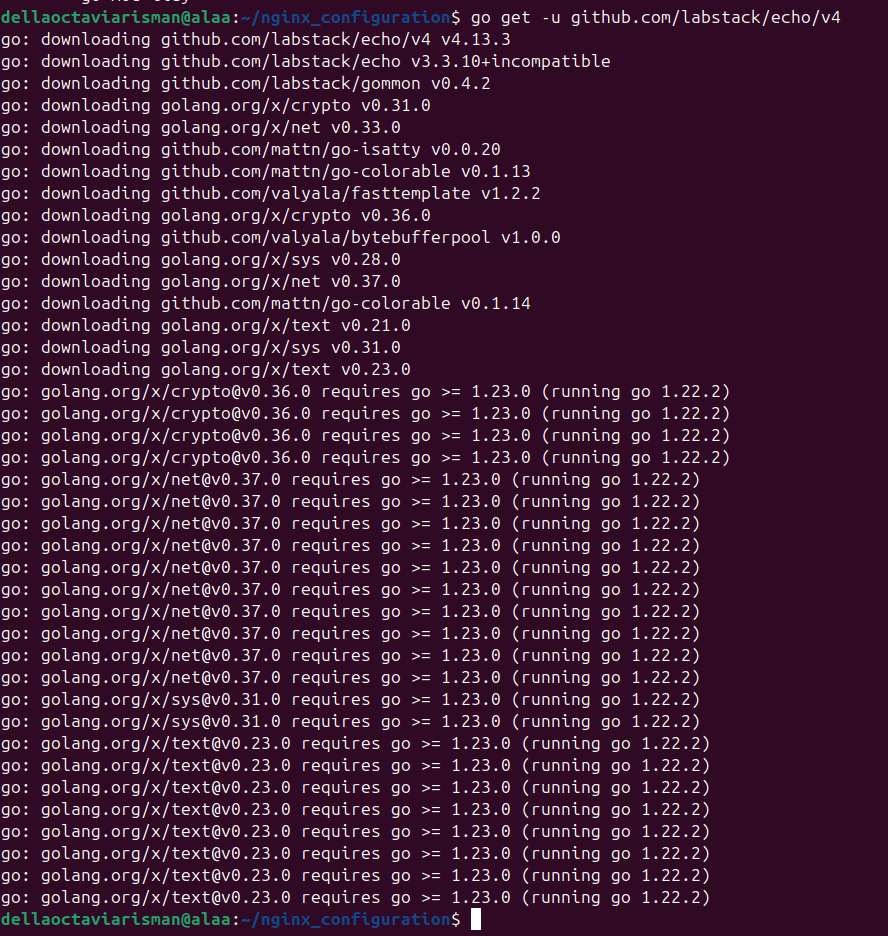 dellaoctaviarisman@alaa:~/nginx_configuration$ go get -u github.com/labstack/echo/v4
go: downloading github.com/labstack/echo/v4 v4.13.3
go: downloading github.com/labstack/echo v3.3.10+incompatible
go: downloading github.com/labstack/gommon v0.4.2
go: downloading golang.org/x/crypto v0.31.0
go: downloading golang.org/x/net v0.33.0
go: downloading github.com/mattn/go-isatty v0.0.20
go: downloading github.com/mattn/go-colorable v0.1.13
go: downloading github.com/valyala/fasttemplate v1.2.2
go: downloading golang.org/x/crypto v0.36.0
go: downloading github.com/valyala/bytebufferpool v1.0.0
go: downloading golang.org/x/sys v0.28.0
go: downloading golang.org/x/net v0.37.0
go: downloading github.com/mattn/go-colorable v0.1.14
go: downloading golang.org/x/text v0.21.0
go: downloading golang.org/x/sys v0.31.0
go: downloading golang.org/x/text v0.23.0
go: golang.org/x/crypto@v0.36.0 requires go >= 1.23.0 (running go 1.22.2)
go: golang.org/x/crypto@v0.36.0 requires go >= 1.23.0 (running go 1.22.2)
go: golang.org/x/crypto@v0.36.0 requires go >= 1.23.0 (running go 1.22.2)
go: golang.org/x/crypto@v0.36.0 requires go >= 1.23.0 (running go 1.22.2)
go: golang.org/x/net@v0.37.0 requires go >= 1.23.0 (running go 1.22.2)
go: golang.org/x/net@v0.37.0 requires go >= 1.23.0 (running go 1.22.2)
go: golang.org/x/net@v0.37.0 requires go >= 1.23.0 (running go 1.22.2)
go: golang.org/x/net@v0.37.0 requires go >= 1.23.0 (running go 1.22.2)
go: golang.org/x/net@v0.37.0 requires go >= 1.23.0 (running go 1.22.2)
go: golang.org/x/net@v0.37.0 requires go >= 1.23.0 (running go 1.22.2)
go: golang.org/x/net@v0.37.0 requires go >= 1.23.0 (running go 1.22.2)
go: golang.org/x/net@v0.37.0 requires go >= 1.23.0 (running go 1.22.2)
go: golang.org/x/net@v0.37.0 requires go >= 1.23.0 (running go 1.22.2)
go: golang.org/x/net@v0.37.0 requires go >= 1.23.0 (running go 1.22.2)
go: golang.org/x/sys@v0.31.0 requires go >= 1.23.0 (running go 1.22.2)
go: golang.org/x/sys@v0.31.0 requires go >= 1.23.0 (running go 1.22.2)
go: golang.org/x/text@v0.23.0 requires go >= 1.23.0 (running go 1.22.2)
go: golang.org/x/text@v0.23.0 requires go >= 1.23.0 (running go 1.22.2)
go: golang.org/x/text@v0.23.0 requires go >= 1.23.0 (running go 1.22.2)
go: golang.org/x/text@v0.23.0 requires go >= 1.23.0 (running go 1.22.2)
go: golang.org/x/text@v0.23.0 requires go >= 1.23.0 (running go 1.22.2)
go: golang.org/x/text@v0.23.0 requires go >= 1.23.0 (running go 1.22.2)
go: golang.org/x/text@v0.23.0 requires go >= 1.23.0 (running go 1.22.2)
go: golang.org/x/text@v0.23.0 requires go >= 1.23.0 (running go 1.22.2)
dellaoctaviarisman@alaa:~/nginx_configuration$